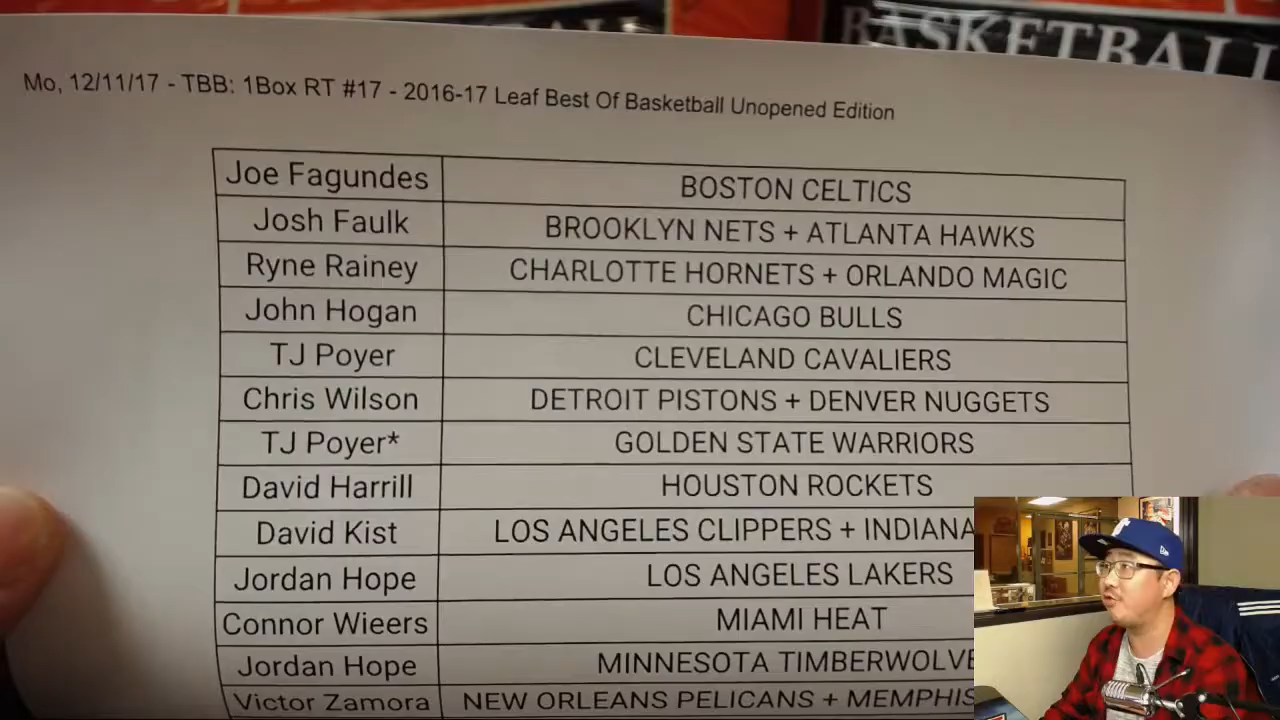 BASKETBALL
Mo, 12/11/17 - TBB: 1Box RT #17 - 2016-17 Leaf Best Of Basketball Unopened Edition
Joe Fagundes BOSTON CELTICS
Josh Faulk BROOKLYN NETS + ATLANTA HAWKS
Ryne Rainey CHARLOTTE HORNETS + ORLANDO MAGIC
John Hogan CHICAGO BULLS
TJ Poyer CLEVELAND CAVALIERS
Chris Wilson DETROIT PISTONS + DENVER NUGGETS
TJ Poyer* GOLDEN STATE WARRIORS
David Harrill HOUSTON ROCKETS
David Kist LOS ANGELES CLIPPERS + INDIANA
Jordan Hope LOS ANGELES LAKERS
Connor Wieers MIAMI HEAT
Jordan Hope MINNESOTA TIMBERWOLVE
Victor Zamora NEW ORLEANS PELICANS + MEMPHIS